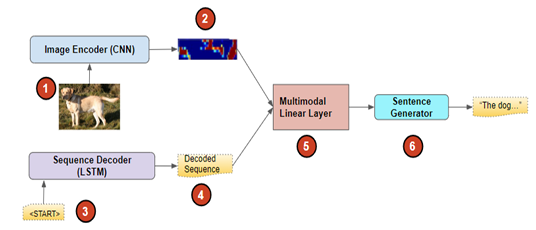 2
Image Encoder (CNN)
1
Multimodal
Linear Layer
Sentence
Generator
"The dog..."
5
6
Sequence Decoder
(LSTM)
Decoded
Sequence
4
3
<START>